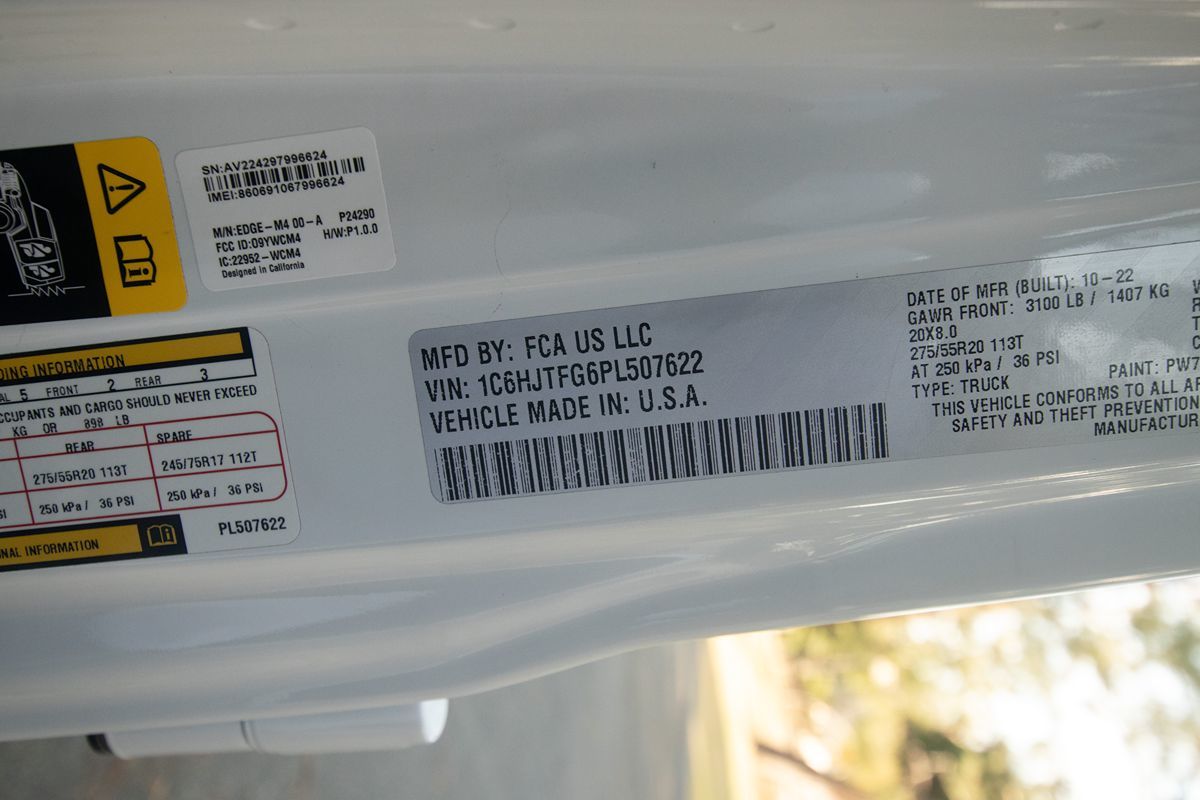 SN:AV224297996624
IMEI:860691067996624
M/N:EDGE-M4 00-A P24290
FCC ID:O9YWCM4 H/W:P1.0.0
IC:22952-WCM4
Designed in California
INFORMATION
5 FRONT 2 REAR 3
AND CARGO SHOULD NEVER EXCEED
KG OR 898 LB
REAR SPARE
275/55R20 113T 245/75R17 112T
250 kPa / 36 PSI 250 kPa / 36 PSI
INFORMATION
PL507622
MFD BY: FCA US LLC
VIN: 1C6HJTFG6PL507622
VEHICLE MADE IN: U.S.A.
DATE OF MFR (BUILT): 10-22
GAWR FRONT: 3100 LB / 1407 KG
20X8.0
275/55R20 113T
AT 250 kPa / 36 PSI
TYPE: TRUCK PAINT: PW7
THIS VEHICLE CONFORMS TO ALL
SAFETY AND THEFT PREVENTION